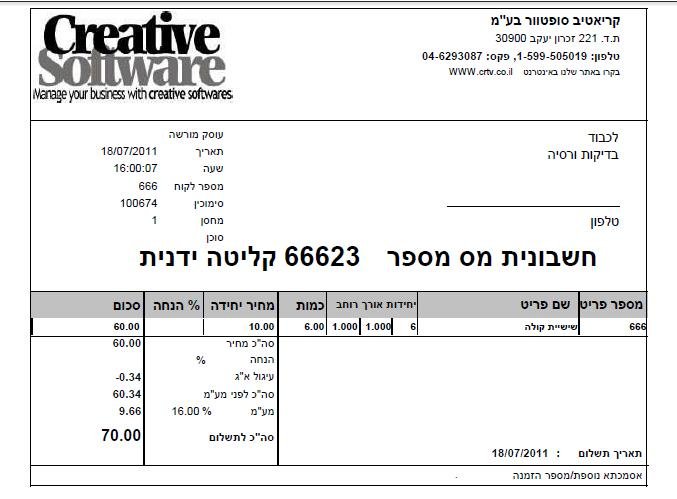 Creative
Software
Manage your business with creative softwares
קריאטיב סופטוור בע"מ
ת.ד. 221 זכרון יעקב 30900
טלפון: 1-599-505019, פקס: 04-6293087
בקרו באתר שלנו באינטרנט WWW.crtv.co.il
לכבוד
בדיקות ורסיה
טלפון
עוסק מורשה
תאריך 18/07/2011
שעה 16:00:07
מספר לקוח 666
סימוכין 100674
מחסן 1
סוכן
חשבונית מס מספר 66623 קליטה ידנית
מספר פריט שם פריט יחידות אורך רוחב כמות מחיר יחידה % הנחה סכום
666 שישיית קולה 6 1.000 1.000 6.00 10.00 60.00
סה"כ מחיר 60.00
הנחה %
עיגול א"ג -0.34
סה"כ לפני מע"מ 60.34
מע"מ 16.00 % 9.66
סה"כ לתשלום 70.00
תאריך תשלום : 18/07/2011
אסמכתא נוספת/מספר הזמנה .